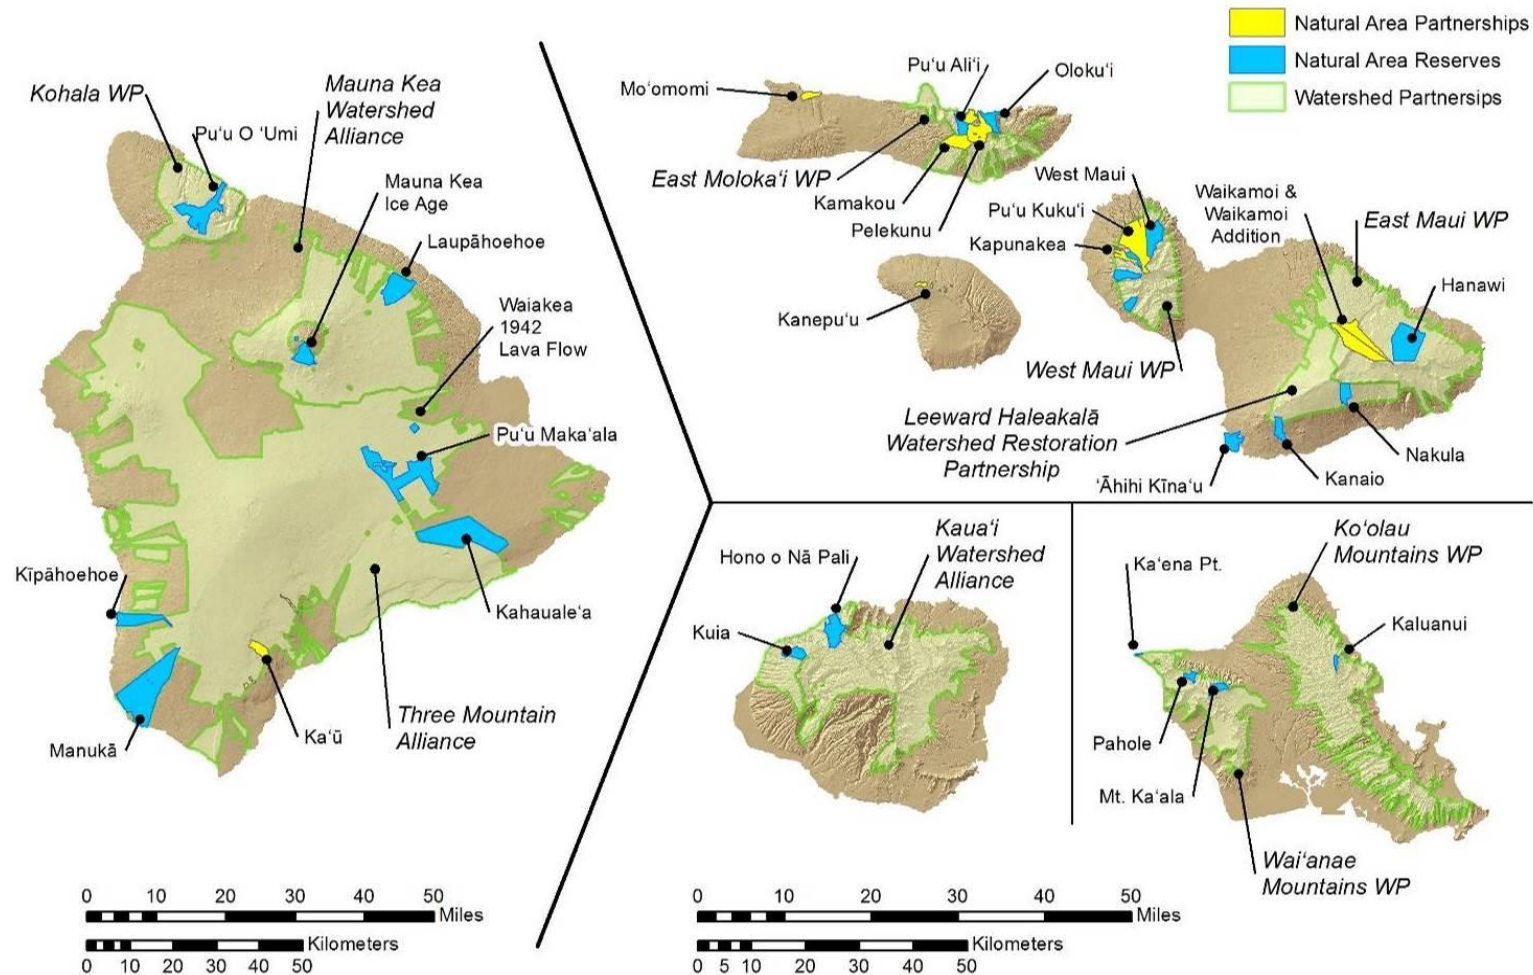 Natural Area Partnerships
Natural Area Reserves
Watershed Partnersips
Kohala WP
Mauna Kea
Watershed
Alliance
Pu‘u O ‘Umi
Mauna Kea
Ice Age
Laupāhoehoe
Waiakea
1942
Lava Flow
Pu‘u Maka‘ala
Kīpāhoehoe
Kahauale‘a
Manukā
Ka‘ū
Three Mountain
Alliance
Mo‘omomi
Pu‘u Ali‘i
Oloku‘i
East Moloka‘i WP
Kamakou
Pelekunu
West Maui
Pu‘u Kuku‘i
Kapunakea
Waikamoi &
Waikamoi
Addition
East Maui WP
Hanawi
Kanepu‘u
West Maui WP
Leeward Haleakalā
Watershed Restoration
Partnership
Nakula
Kanaio
‘Āhihi Kīna‘u
Hono o Nā Pali
Kaua‘i
Watershed
Alliance
Kuia
Ko‘olau
Mountains WP
Ka‘ena Pt.
Kaluanui
Pahole
Mt. Ka‘ala
Wai‘anae
Mountains WP
0 10 20 30 40 50
Miles
Kilometers
0 10 20 30 40 50
0 10 20 30 40 50
Miles
Kilometers
0 5 10 20 30 40 50